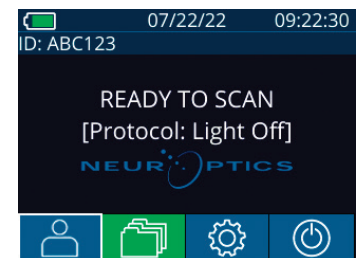 07/22/22 09:22:30
ID: ABC123
READY TO SCAN
[Protocol: Light Off]
NEUROPTICS